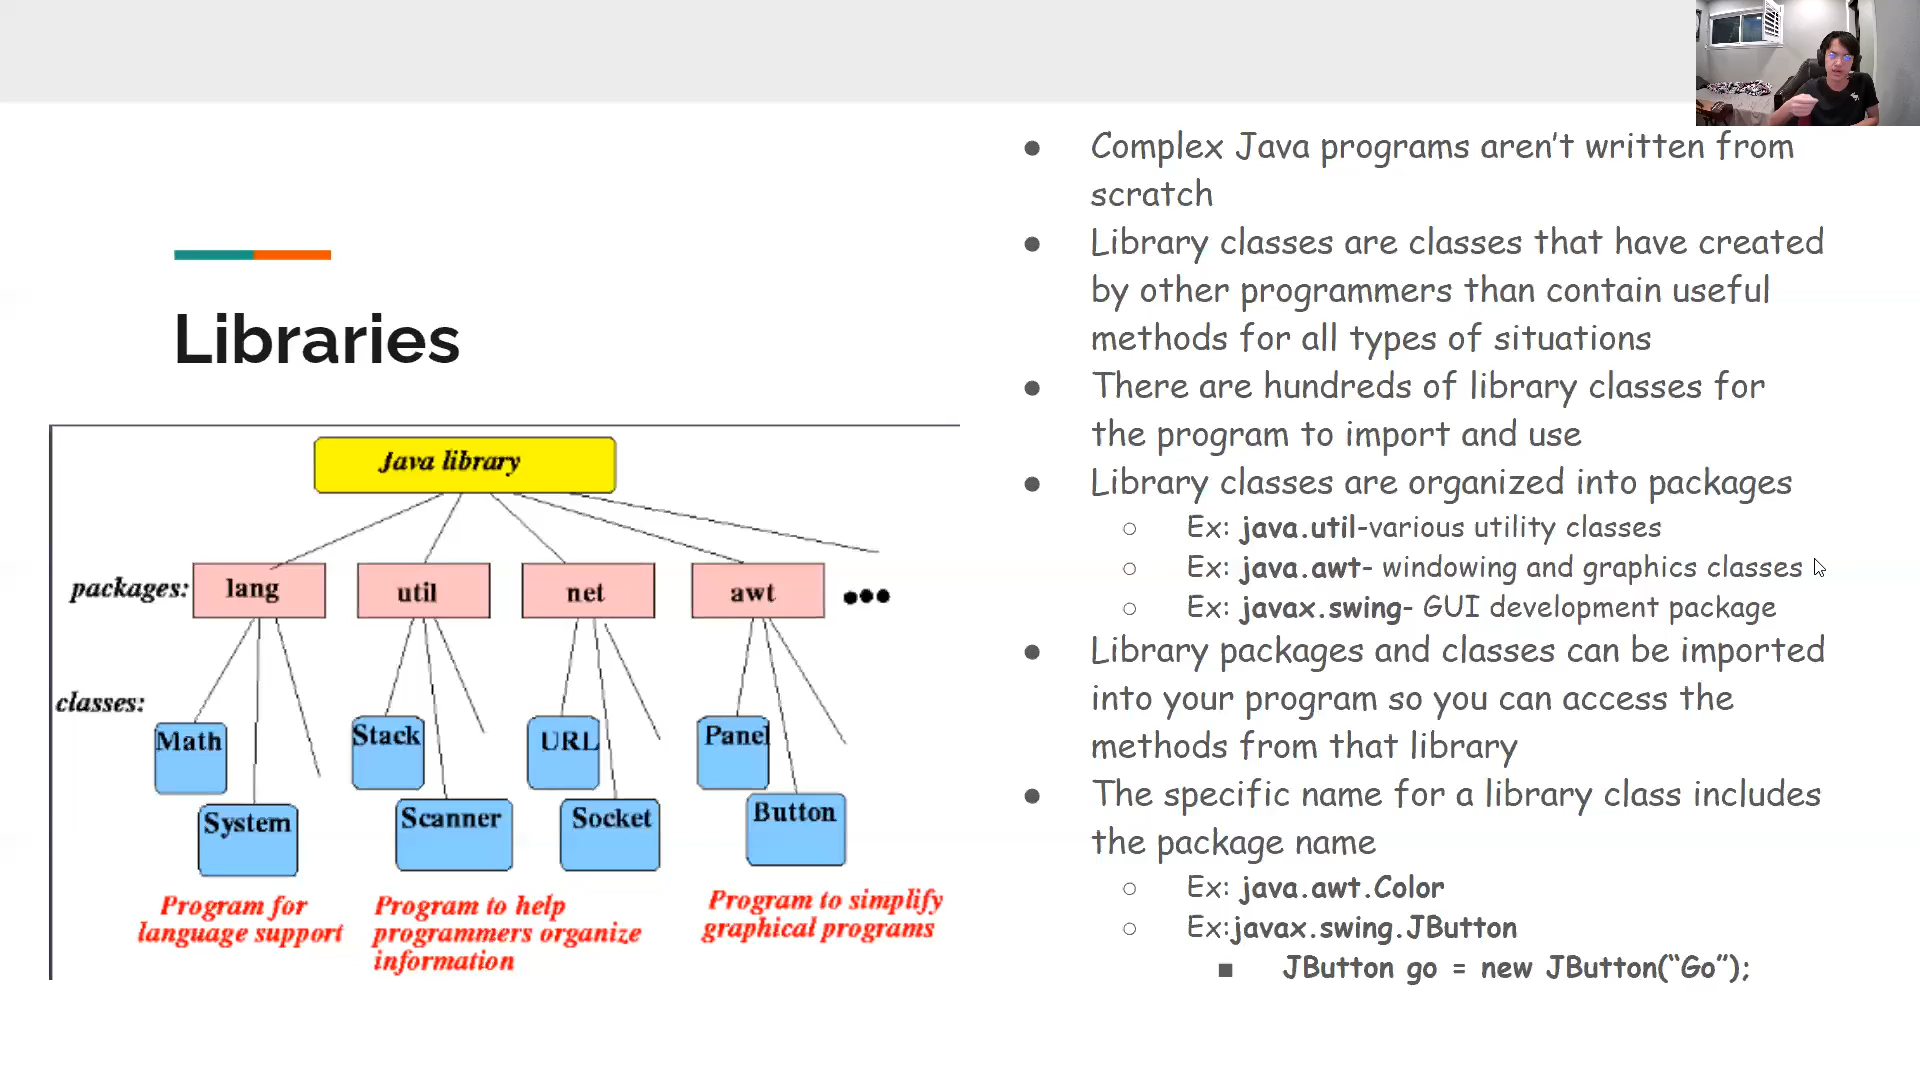 Libraries
Java library
packages:
lang
util
net
awt
●●●
classes:
Math
Stack
URL
Panel
System
Scanner
Socket
Button
Program for
language support
Program to help
programmers organize
information
Program to simplify
graphical programs
● Complex Java programs aren’t written from
scratch
● Library classes are classes that have created
by other programmers than contain useful
methods for all types of situations
● There are hundreds of library classes for
the program to import and use
● Library classes are organized into packages
○ Ex: java.util-various utility classes
○ Ex: java.awt- windowing and graphics classes
○ Ex: javax.swing- GUI development package
● Library packages and classes can be imported
into your program so you can access the
methods from that library
● The specific name for a library class includes
the package name
○ Ex: java.awt.Color
○ Ex:javax.swing.JButton
■ JButton go = new JButton(“Go”);